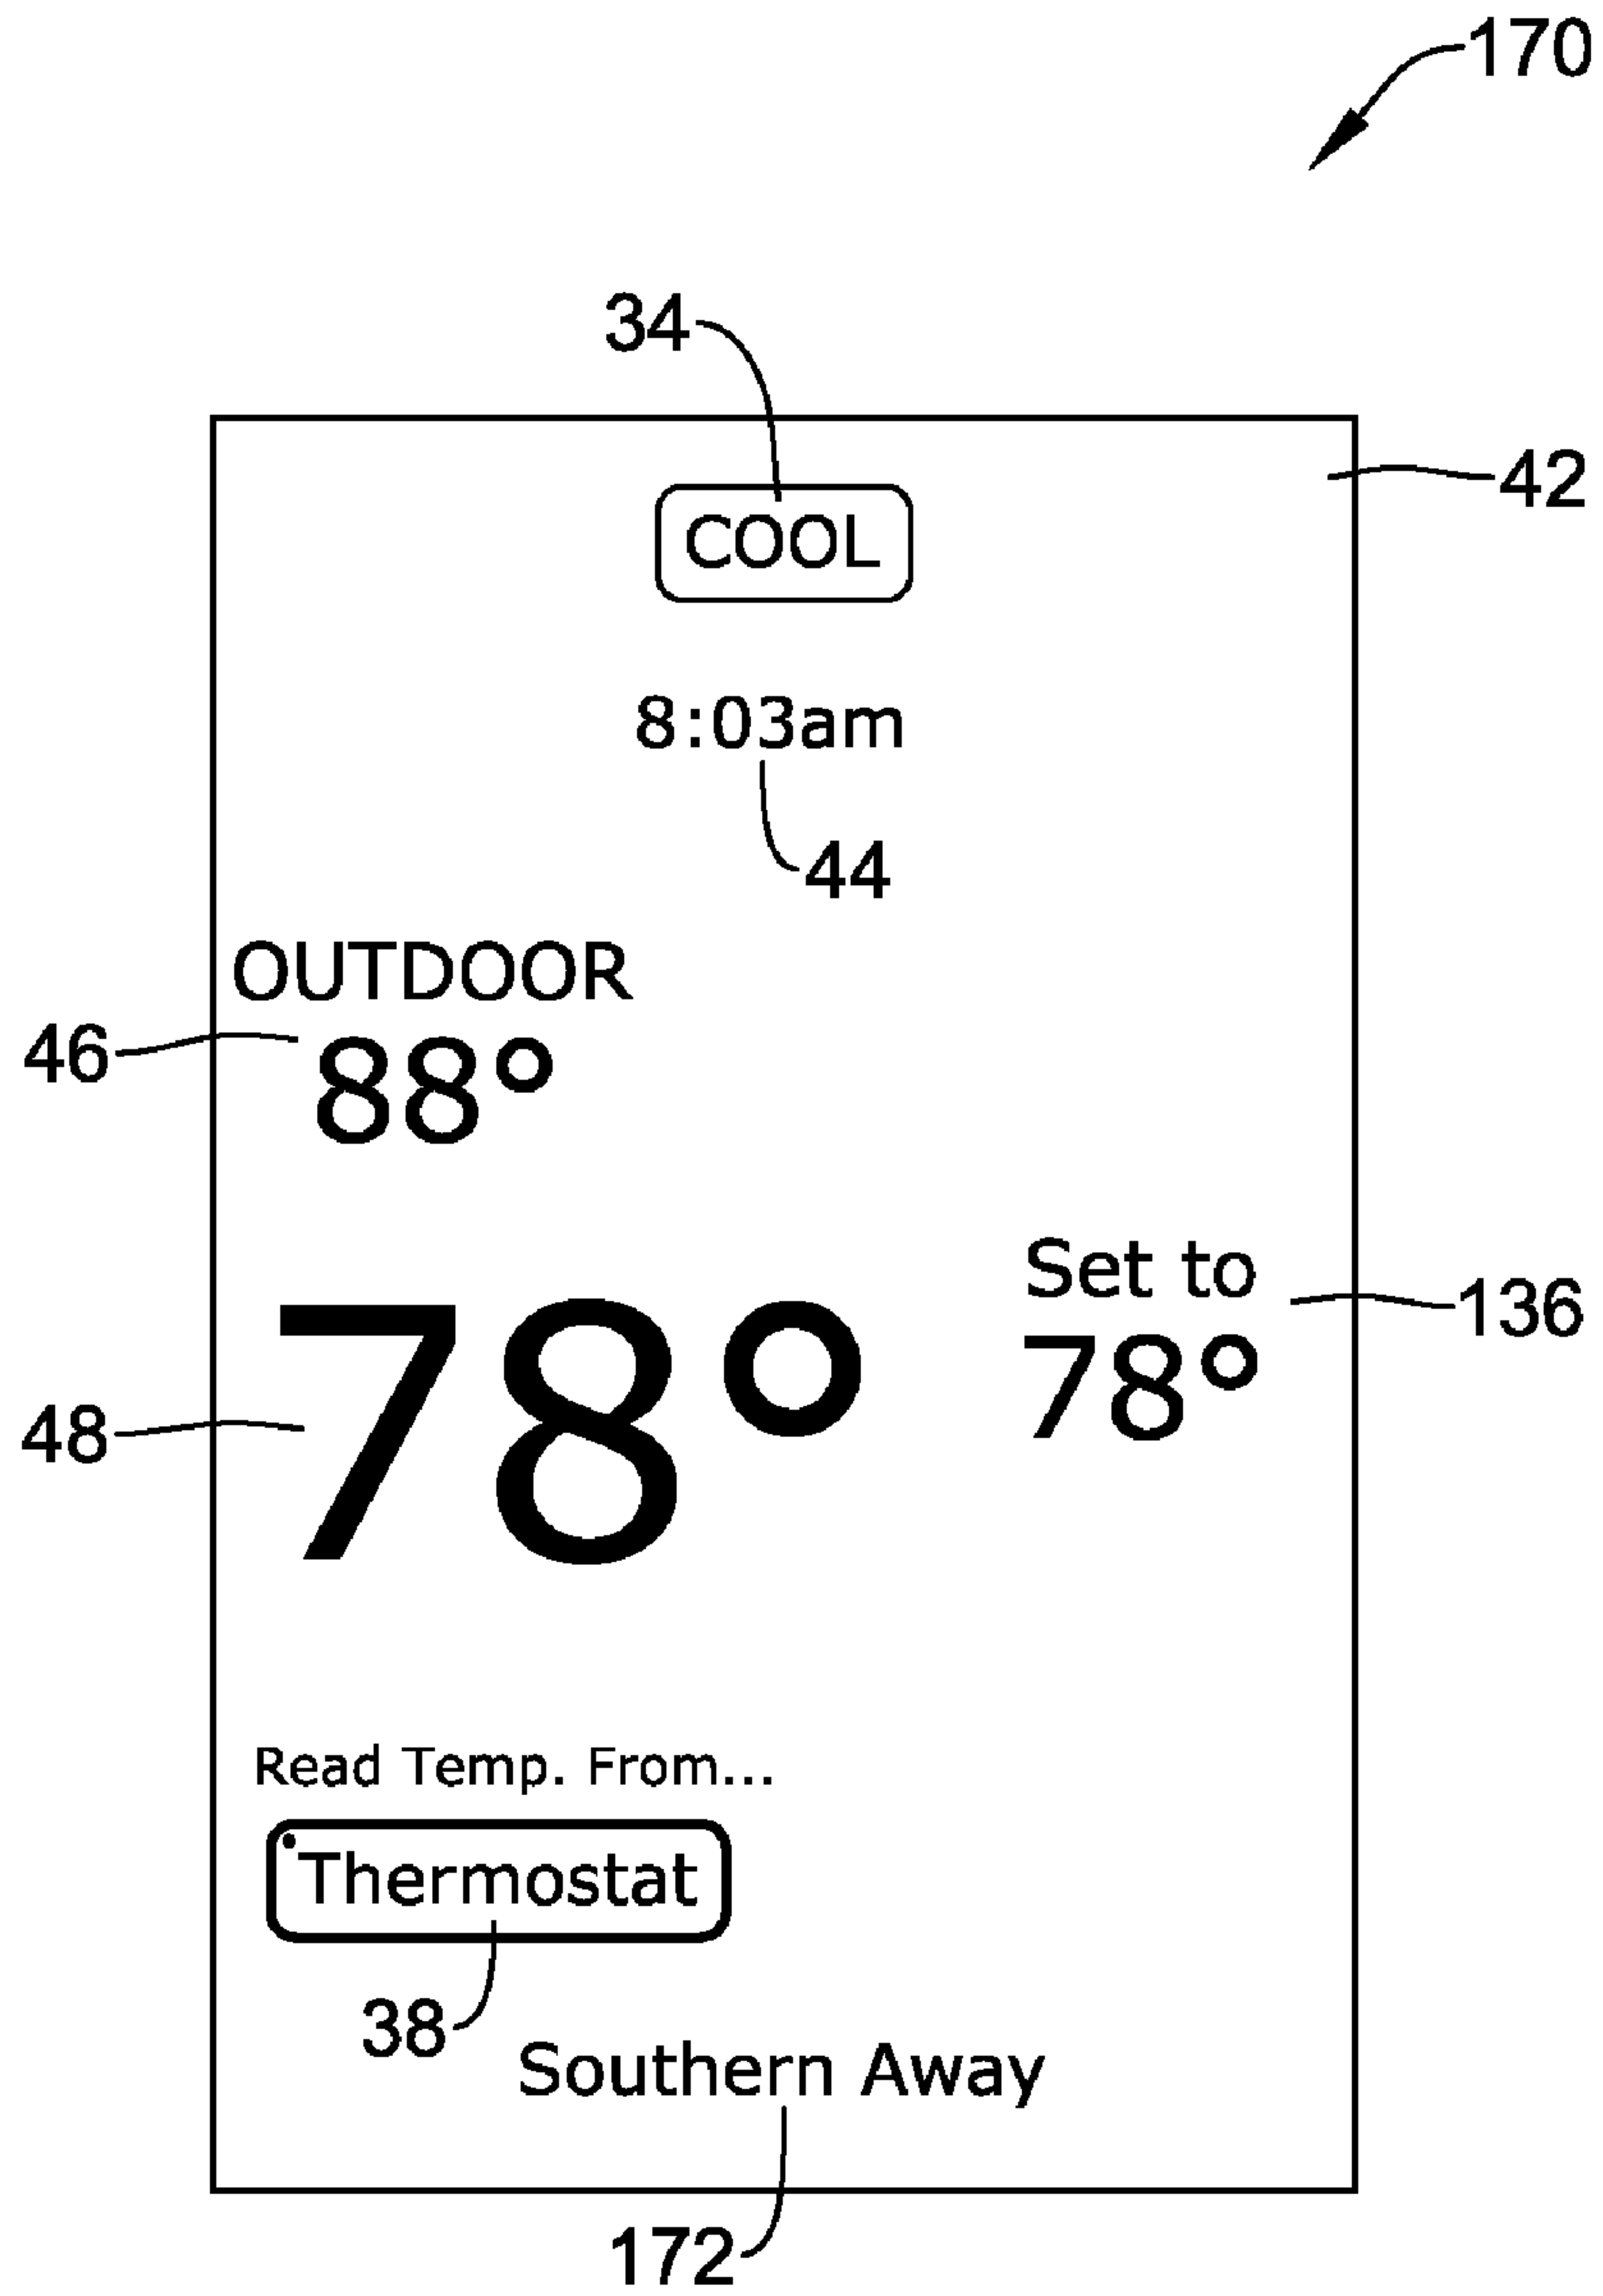 170
34
42
COOL
8:03am
44
OUTDOOR
46
88°
Set to
136
78°
78°
48
Read Temp. From...
Thermostat
38
Southern Away
172